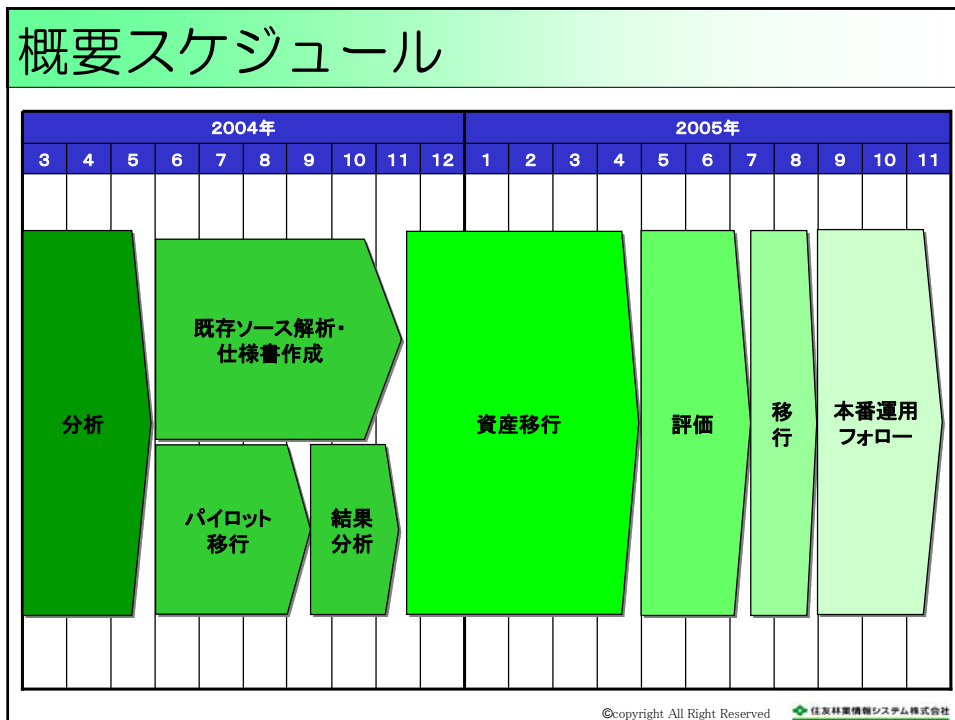 概要スケジュール
2004年 2005年
3 4 5 6 7 8 9 10 11 12 1 2 3 4 5 6 7 8 9 10 11
分析
既存ソース解析・
仕様書作成
パイロット
移行
結果
分析
資産移行
評価
移
行
本番運用
フォロー
©copyright All Right Reserved
住友林業情報システム株式会社